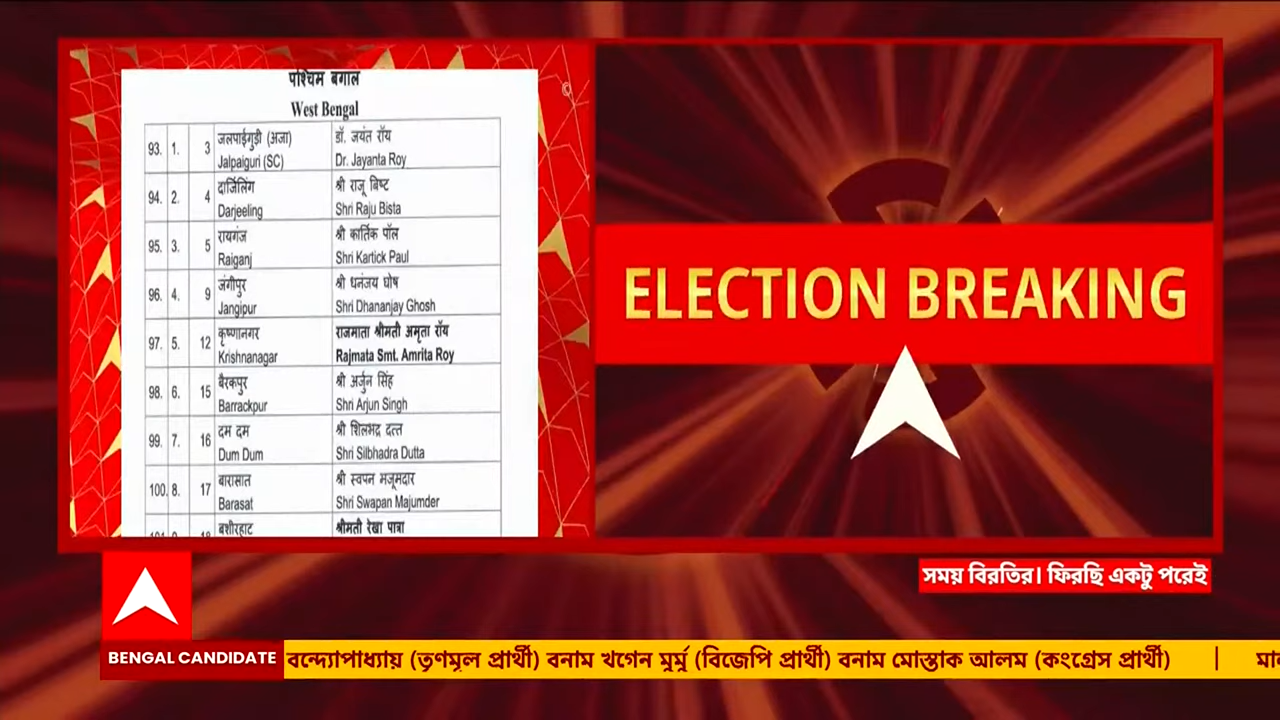 पश्चिम बंगाल
West Bengal
93. 1. 3 जलपाईगुड़ी (अजा) डॉ. जयंत रॉय
Jalpaiguri (SC) Dr. Jayanta Roy
94. 2. 4 दार्जिलिंग श्री राजू बिष्ट
Darjeeling Shri Raju Bista
95. 3. 5 रायगंज श्री कार्तिक पॉल
Raiganj Shri Kartick Paul
96. 4. 9 जंगीपुर श्री धनंजय घोष
Jangipur Shri Dhananjay Ghosh
97. 5. 12 कृष्णानगर राजमाता श्रीमती अमृता रॉय
Krishnanagar Rajmata Smt. Amrita Roy
98. 6. 15 बैरकपुर श्री अर्जुन सिंह
Barrackpur Shri Arjun Singh
99. 7. 16 दम दम श्री शिलभद्र दत्त
Dum Dum Shri Silbhadra Dutta
100. 8. 17 बारासात श्री स्वपन मजूमदार
Barasat Shri Swapan Majumder
बशीरहाट श्रीमती रेखा पात्रा
ELECTION BREAKING
সময় বিরতির। ফিরছি একটু পরেই
BENGAL CANDIDATE বন্দ্যোপাধ্যায় (তৃণমূল প্রার্থী) বনাম খগেন মুর্মু (বিজেপি প্রার্থী) বনাম মোস্তাক আলম (কংগ্রেস প্রার্থী) |